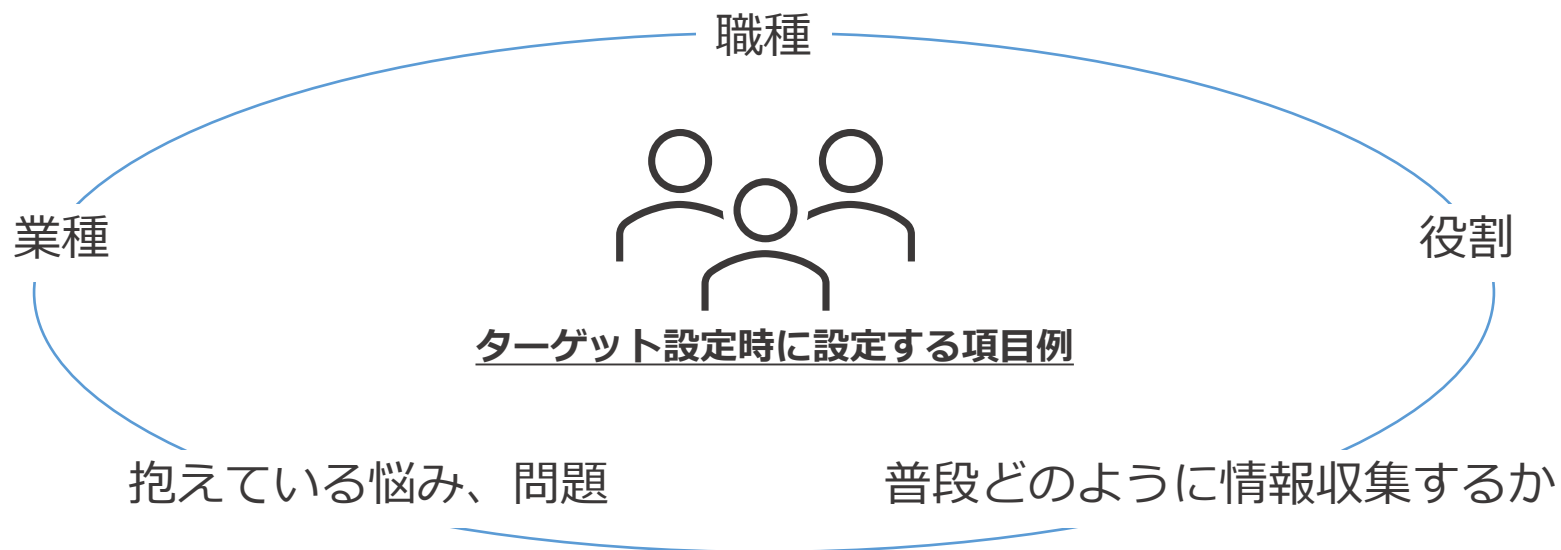 職種
業種
役割
ターゲット設定時に設定する項目例
抱えている悩み、問題
普段どのように情報収集するか